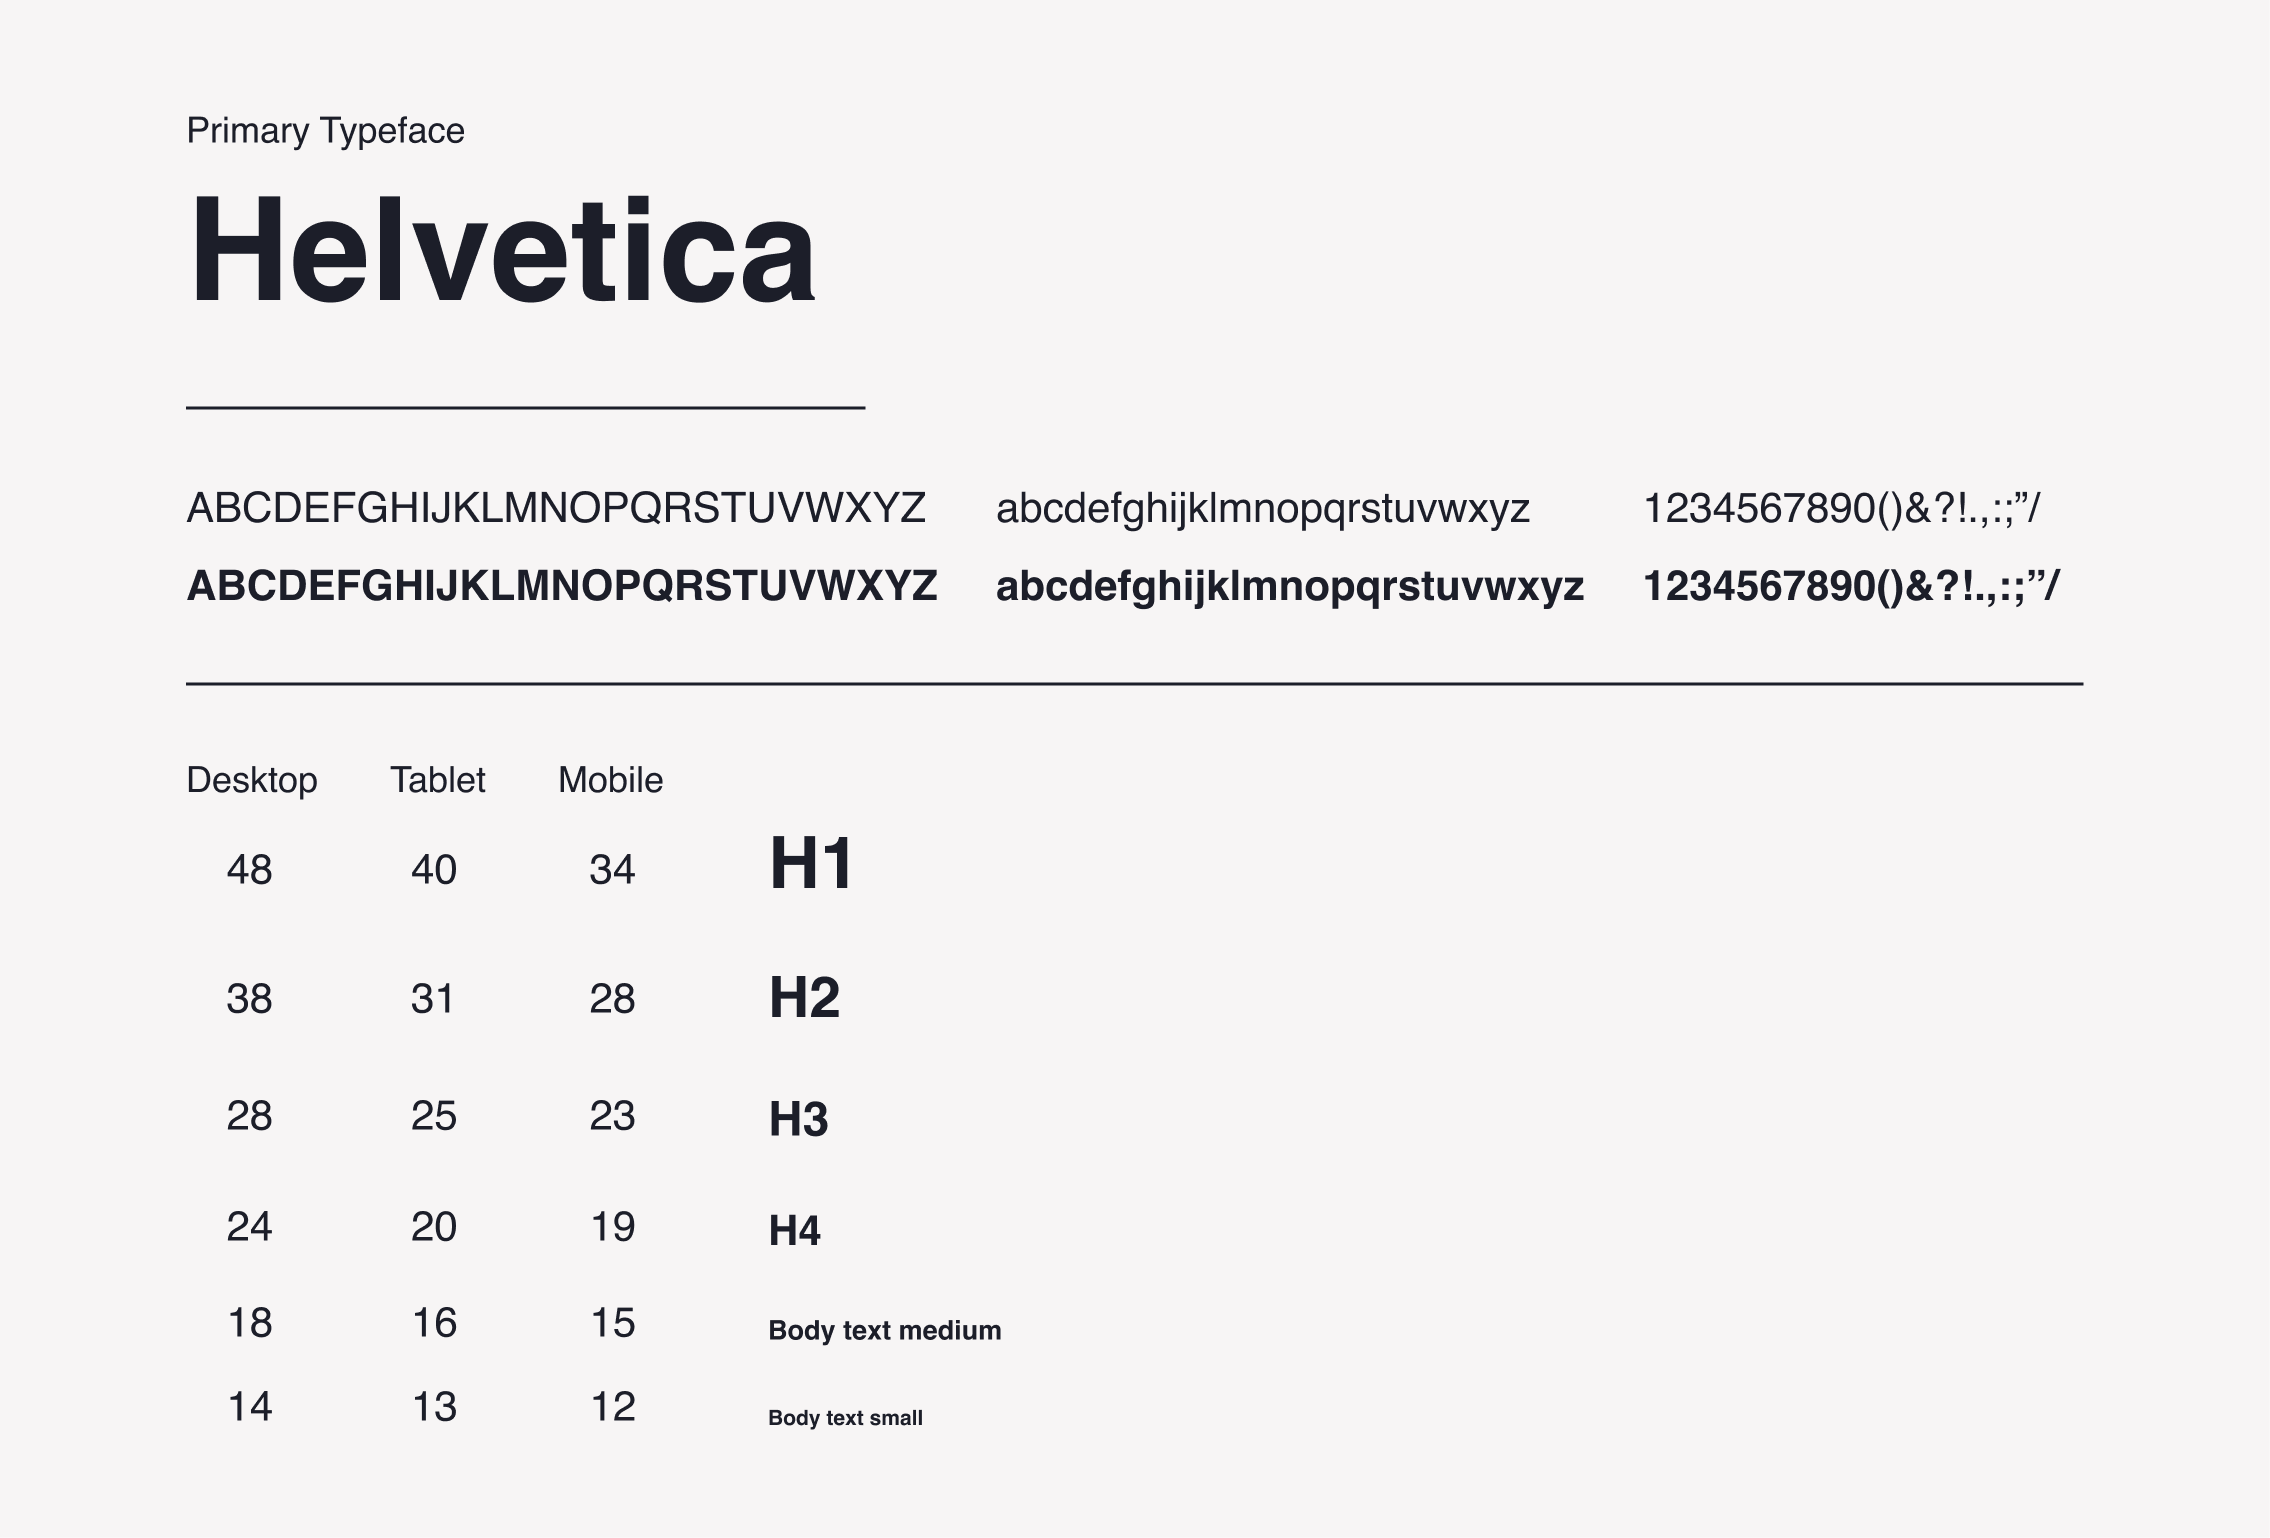 Primary Typeface
Helvetica
ABCDEFGHIJKLMNOPQRSTUVWXYZ abcdefghijklmnopqrstuvwxyz 1234567890()&?!.,:;”/
ABCDEFGHIJKLMNOPQRSTUVWXYZ abcdefghijklmnopqrstuvwxyz 1234567890()&?!.,:;”/
Desktop Tablet Mobile
48 40 34 H1
38 31 28 H2
28 25 23 H3
24 20 19 H4
18 16 15 Body text medium
14 13 12 Body text small